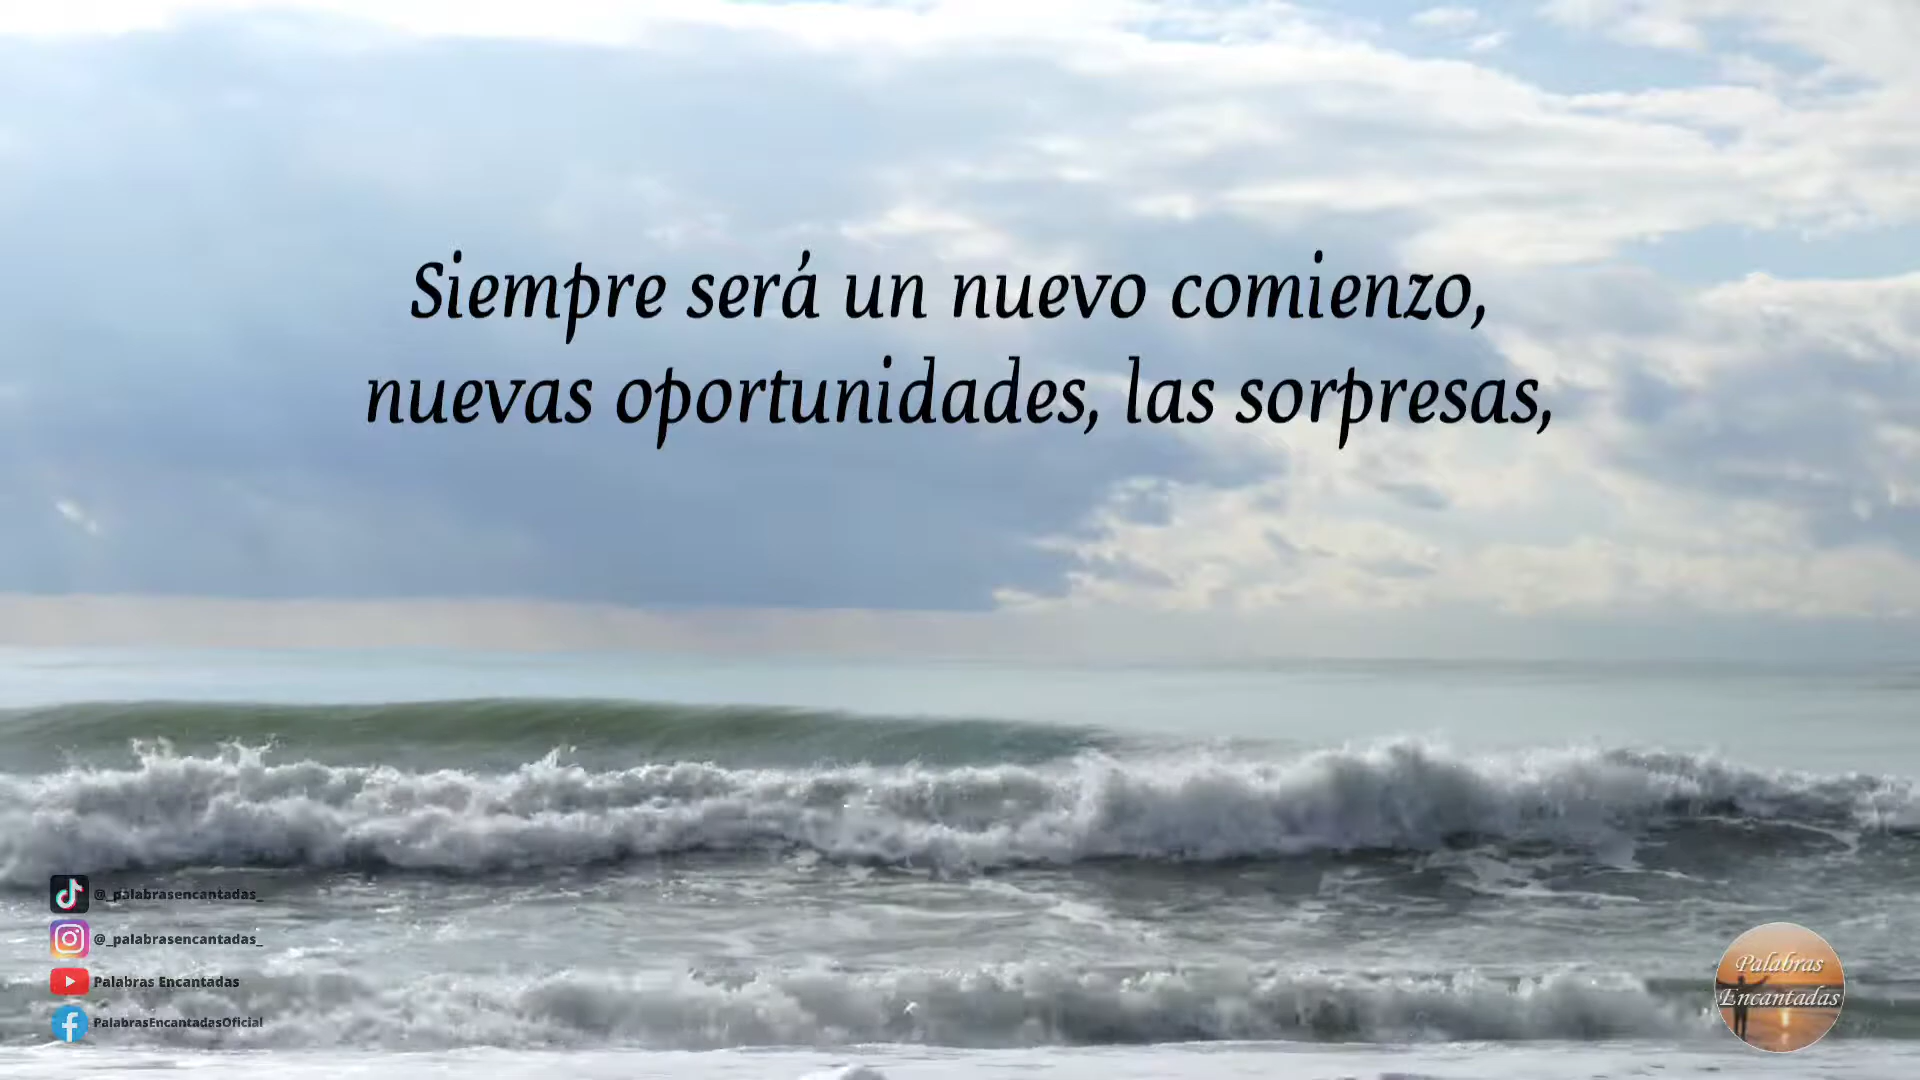 Siempre será un nuevo comienzo,
nuevas oportunidades, las sorpresas,
@_palabrasencantadas_
@_palabrasencantadas_
Palabras Encantadas
PalabrasEncantadasOficial
Palabras
Encantadas